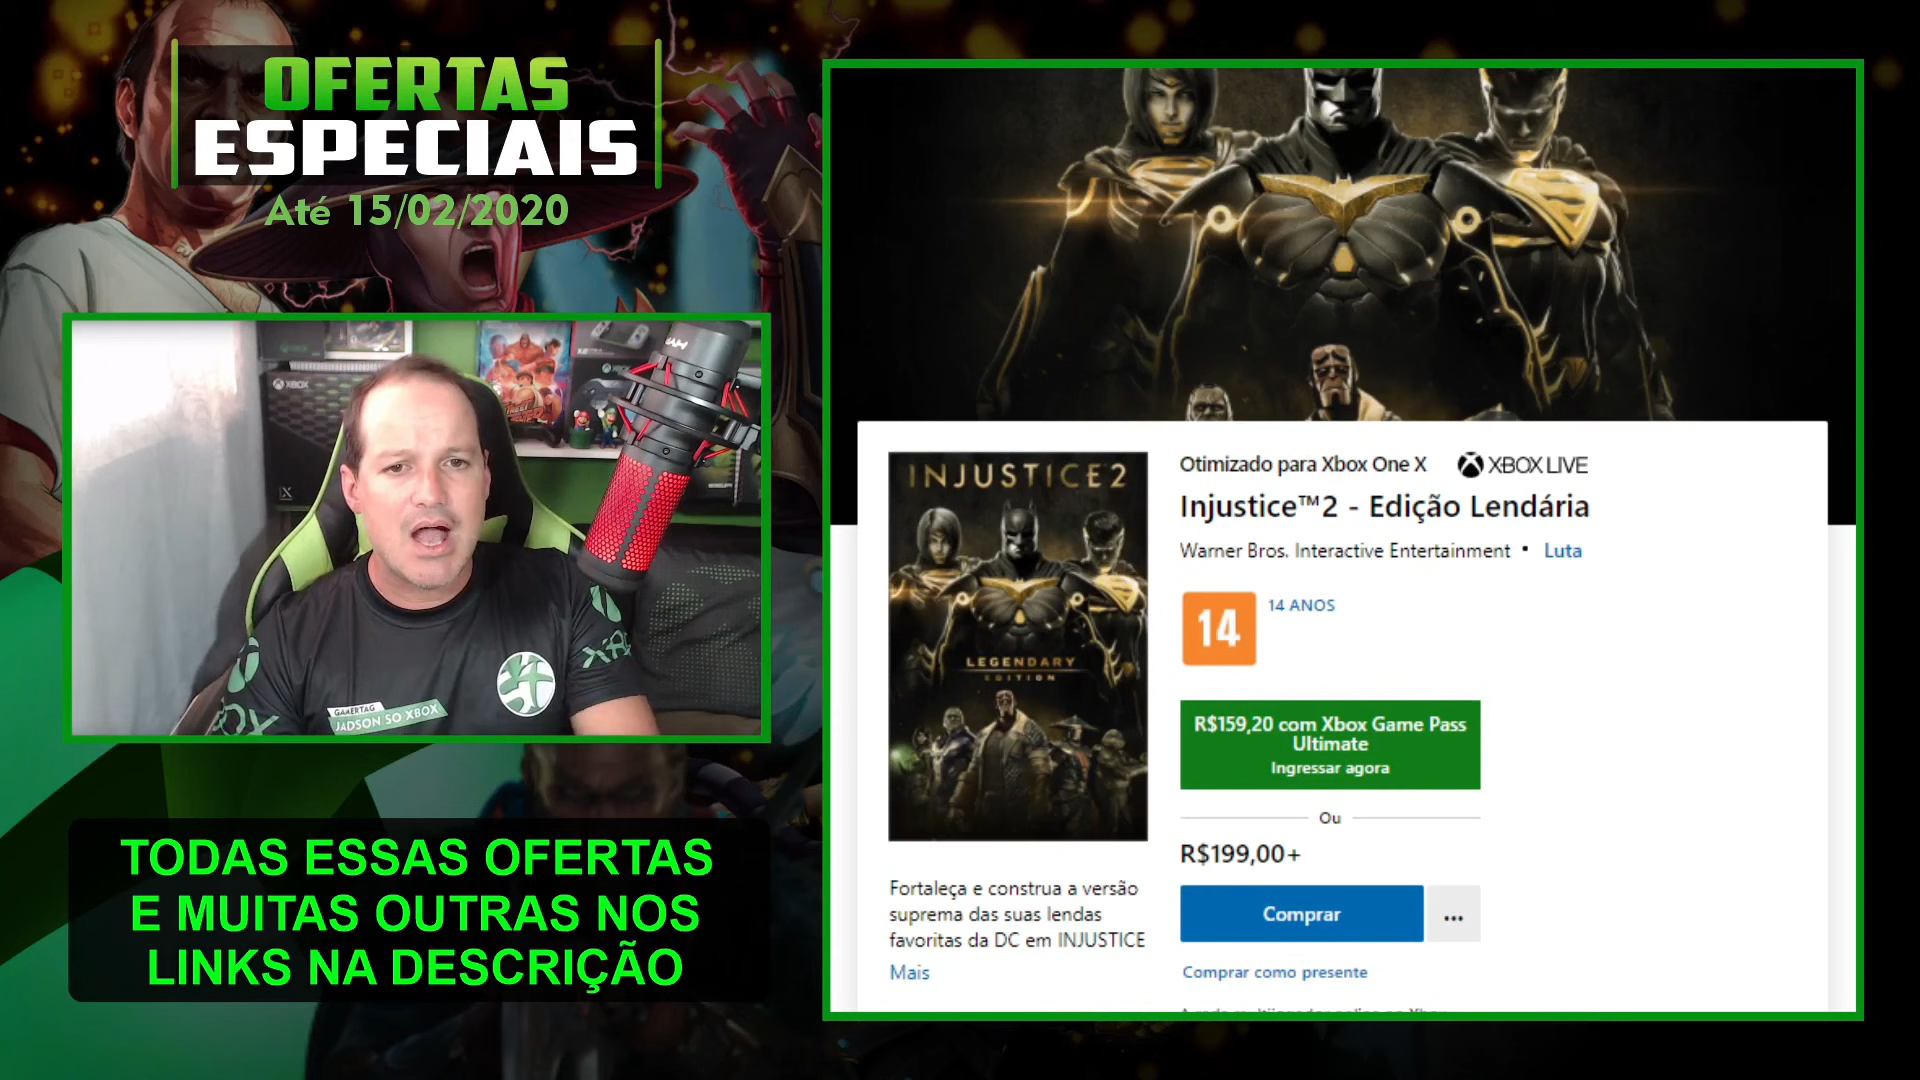 OFERTAS
ESPECIAIS
Até 15/02/2020
XBOX
X
GAMERTAG
JADSON SO XBOX
TODAS ESSAS OFERTAS
E MUITAS OUTRAS NOS
LINKS NA DESCRIÇÃO
INJUSTICE 2
LEGENDARY
EDITION
Fortaleça e construa a versão
suprema das suas lendas
favoritas da DC em INJUSTICE
Mais
Otimizado para Xbox One X XBOX LIVE
Injustice™2 - Edição Lendária
Warner Bros. Interactive Entertainment • Luta
14 14 ANOS
R$159,20 com Xbox Game Pass
Ultimate
Ingressar agora
Ou
R$199,00+
Comprar ...
Comprar como presente